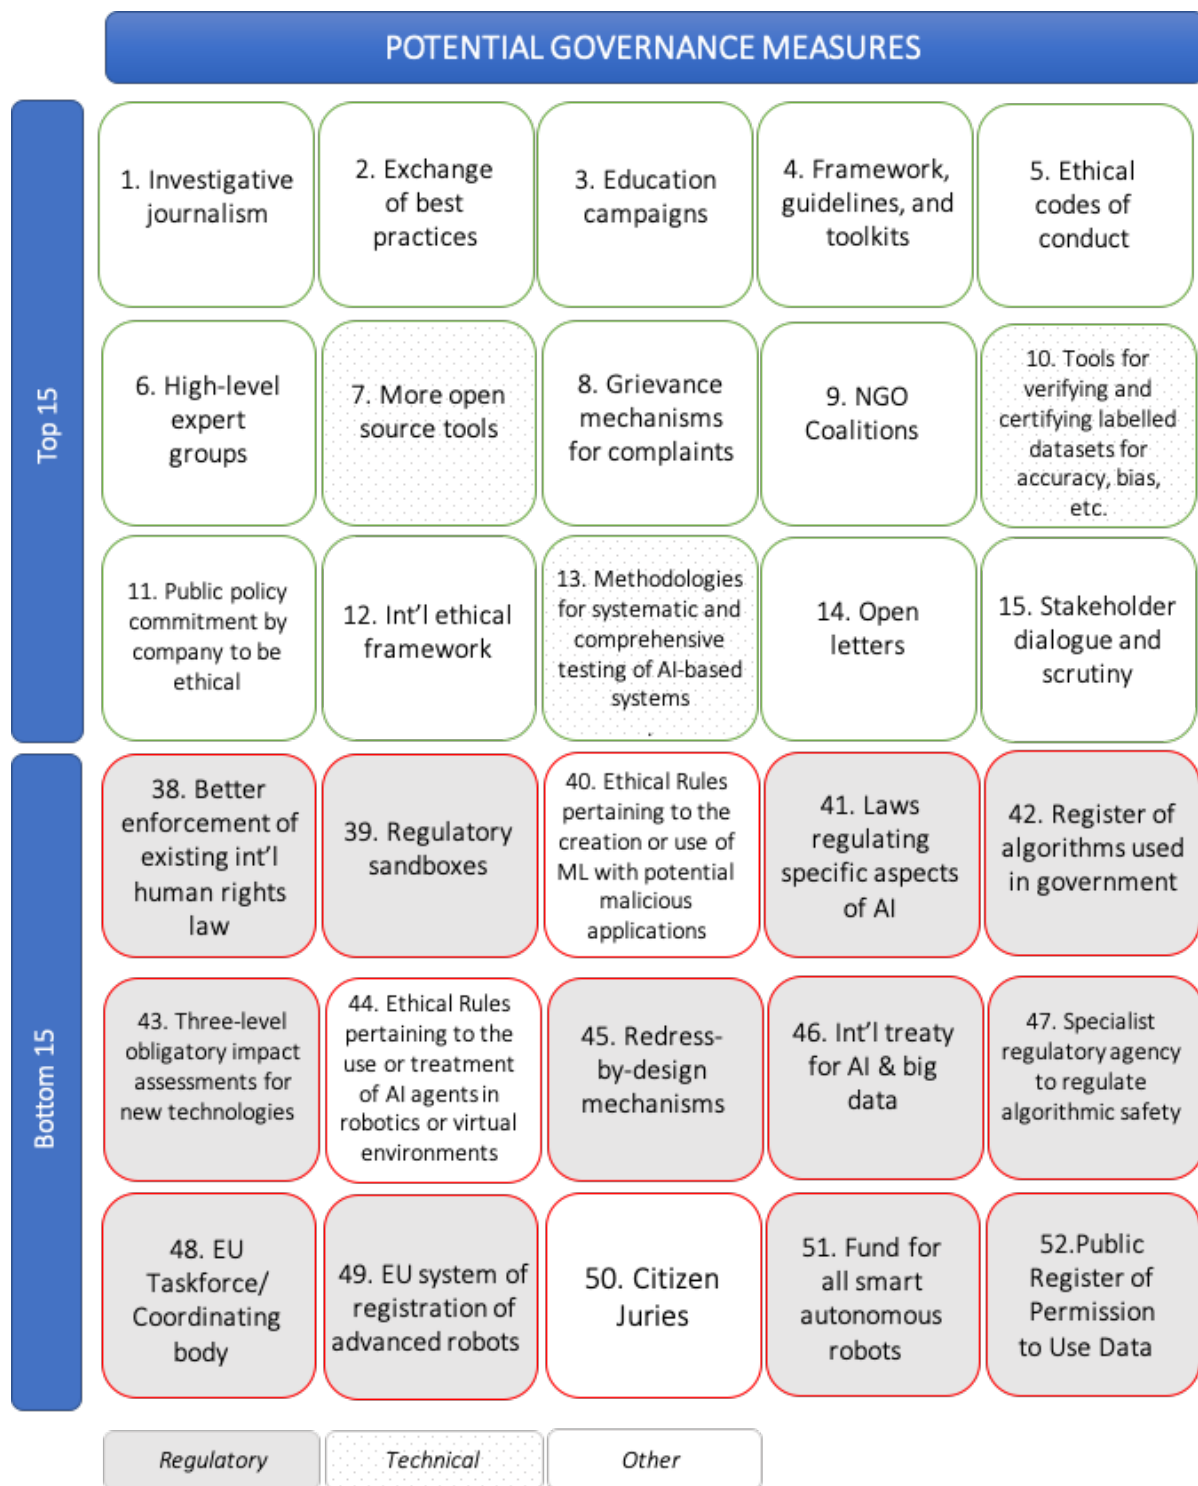 POTENTIAL GOVERNANCE MEASURES
Top 15
1. Investigative
journalism
2. Exchange
of best
practices
3. Education
campaigns
4. Framework,
guidelines, and
toolkits
5. Ethical
codes of
conduct
6. High-level
expert
groups
7. More open
source tools
8. Grievance
mechanisms
for complaints
9. NGO
Coalitions
10. Tools for
verifying and
certifying labelled
datasets for
accuracy, bias,
etc.
11. Public policy
commitment by
company to be
ethical
12. Int'l ethical
framework
13. Methodologies
for systematic and
comprehensive
testing of AI-based
systems
.
14. Open
letters
15. Stakeholder
dialogue and
scrutiny
Bottom 15
38. Better
enforcement of
existing int'l
human rights
law
39. Regulatory
sandboxes
40. Ethical Rules
pertaining to the
creation or use of
ML with potential
malicious
applications
41. Laws
regulating
specific aspects
of AI
42. Register of
algorithms used
in government
43. Three-level
obligatory impact
assessments for
new technologies
44. Ethical Rules
pertaining to the
use or treatment
of AI agents in
robotics or virtual
environments
45. Redress-
by-design
mechanisms
46. Int'l treaty
for AI & big
data
47. Specialist
regulatory agency
to regulate
algorithmic safety
48. EU
Taskforce/
Coordinating
body
49. EU system of
registration of
advanced robots
50. Citizen
Juries
51. Fund for
all smart
autonomous
robots
52.Public
Register of
Permission
to Use Data
Regulatory
Technical
Other